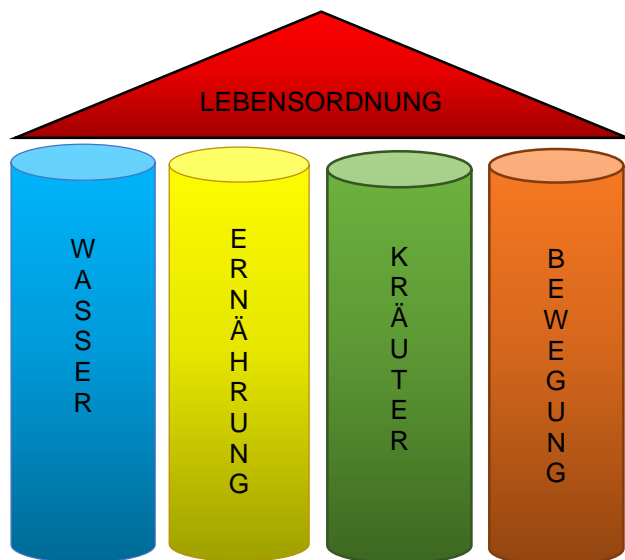 LEBENSORDNUNG
WASSER
ERNÄHRUNG
KRÄUTER
BEWEGUNG